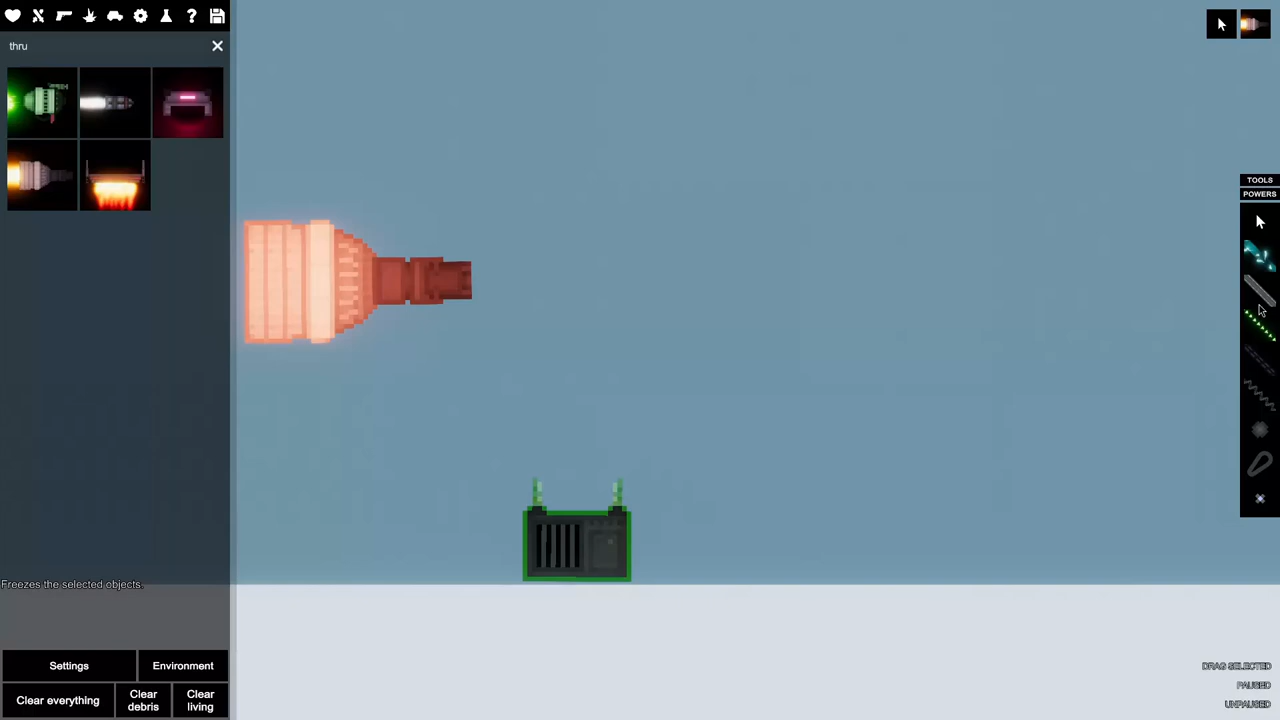 thru
TOOLS
POWERS
Freezes the selected objects.
Settings
Environment
Clear everything
Clear debris
Clear living
DRAG SELECTED
PAUSED
UNPAUSED